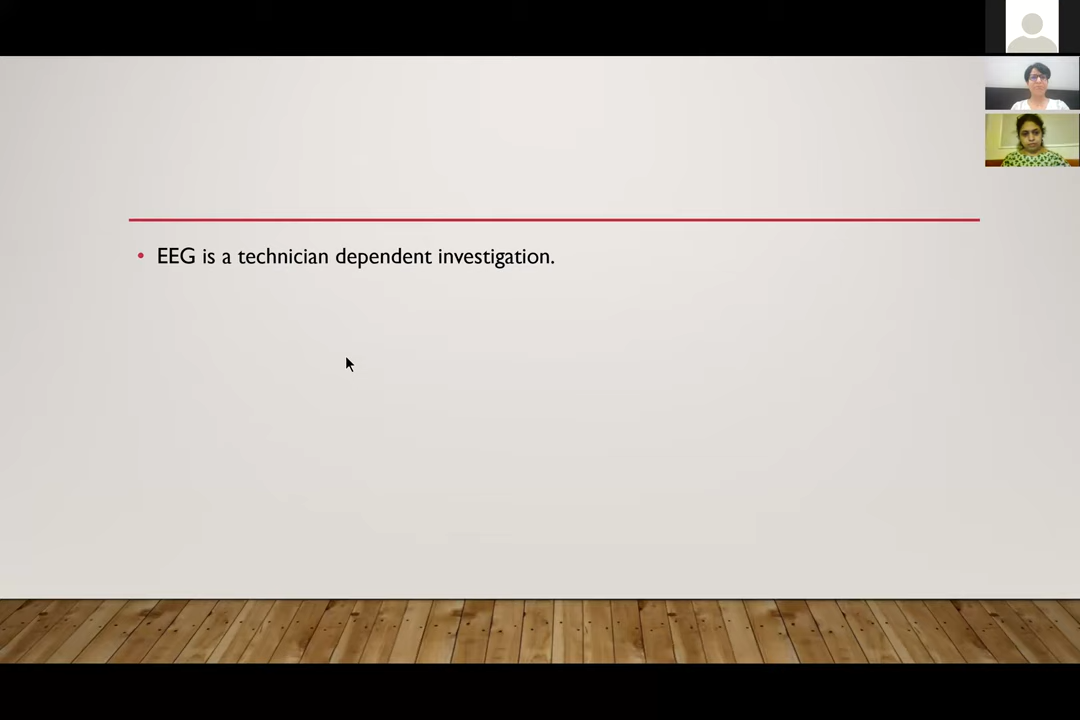 • EEG is a technician dependent investigation.